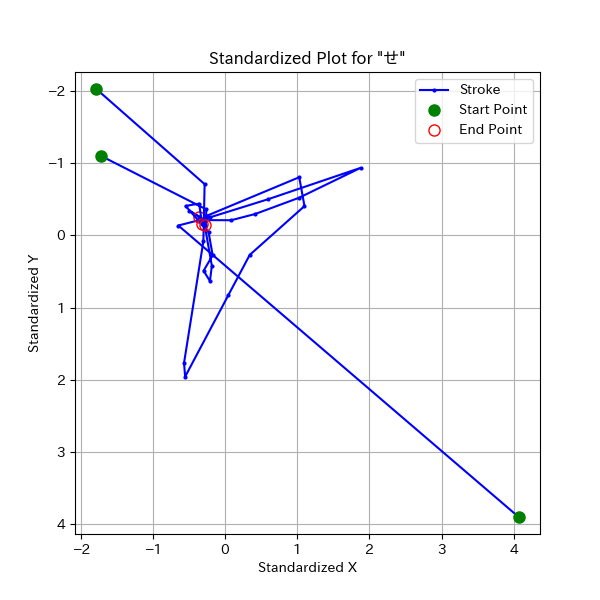 Standardized Plot for "せ"
Stroke
Start Point
End Point
−2
−1
0
1
2
3
4
Standardized Y
−2 −1 0 1 2 3 4
Standardized X